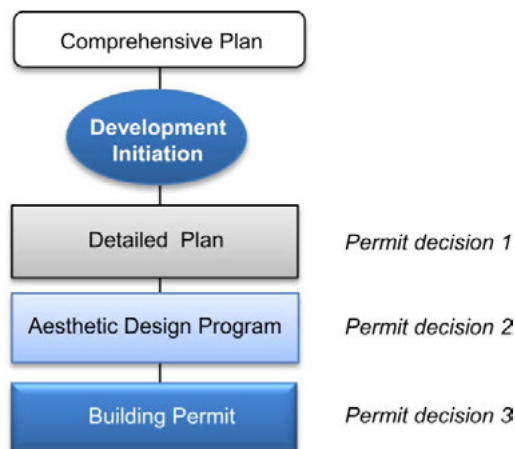 Comprehensive Plan
Development
Initiation
Detailed Plan
Permit decision 1
Aesthetic Design Program
Permit decision 2
Building Permit
Permit decision 3